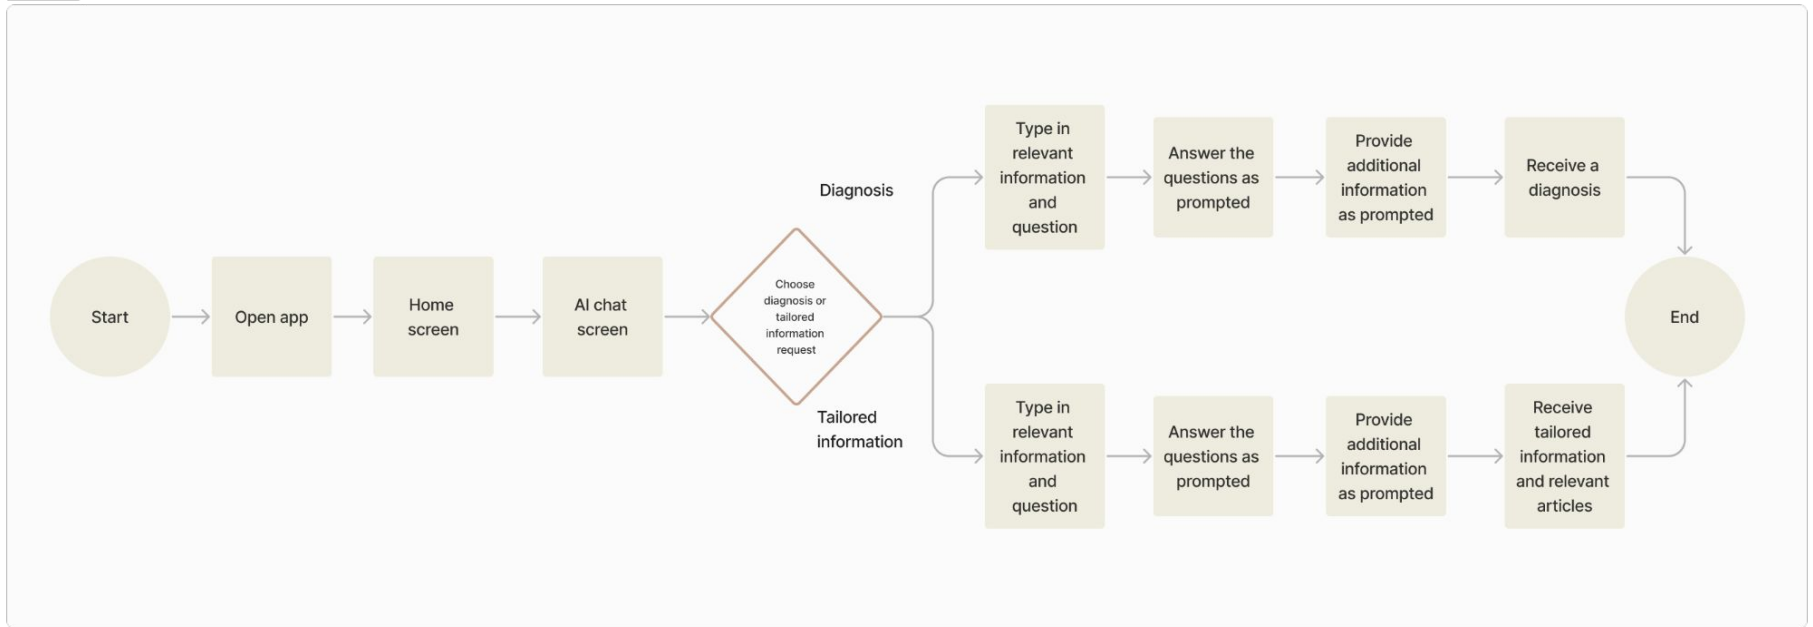 Start
Open app
Home
screen
AI chat
screen
Choose
diagnosis or
tailored
information
request
Diagnosis
Type in
relevant
information
and
question
Answer the
questions as
prompted
Provide
additional
information
as prompted
Receive a
diagnosis
Tailored
information
Type in
relevant
information
and
question
Answer the
questions as
prompted
Provide
additional
information
as prompted
Receive
tailored
information
and relevant
articles
End